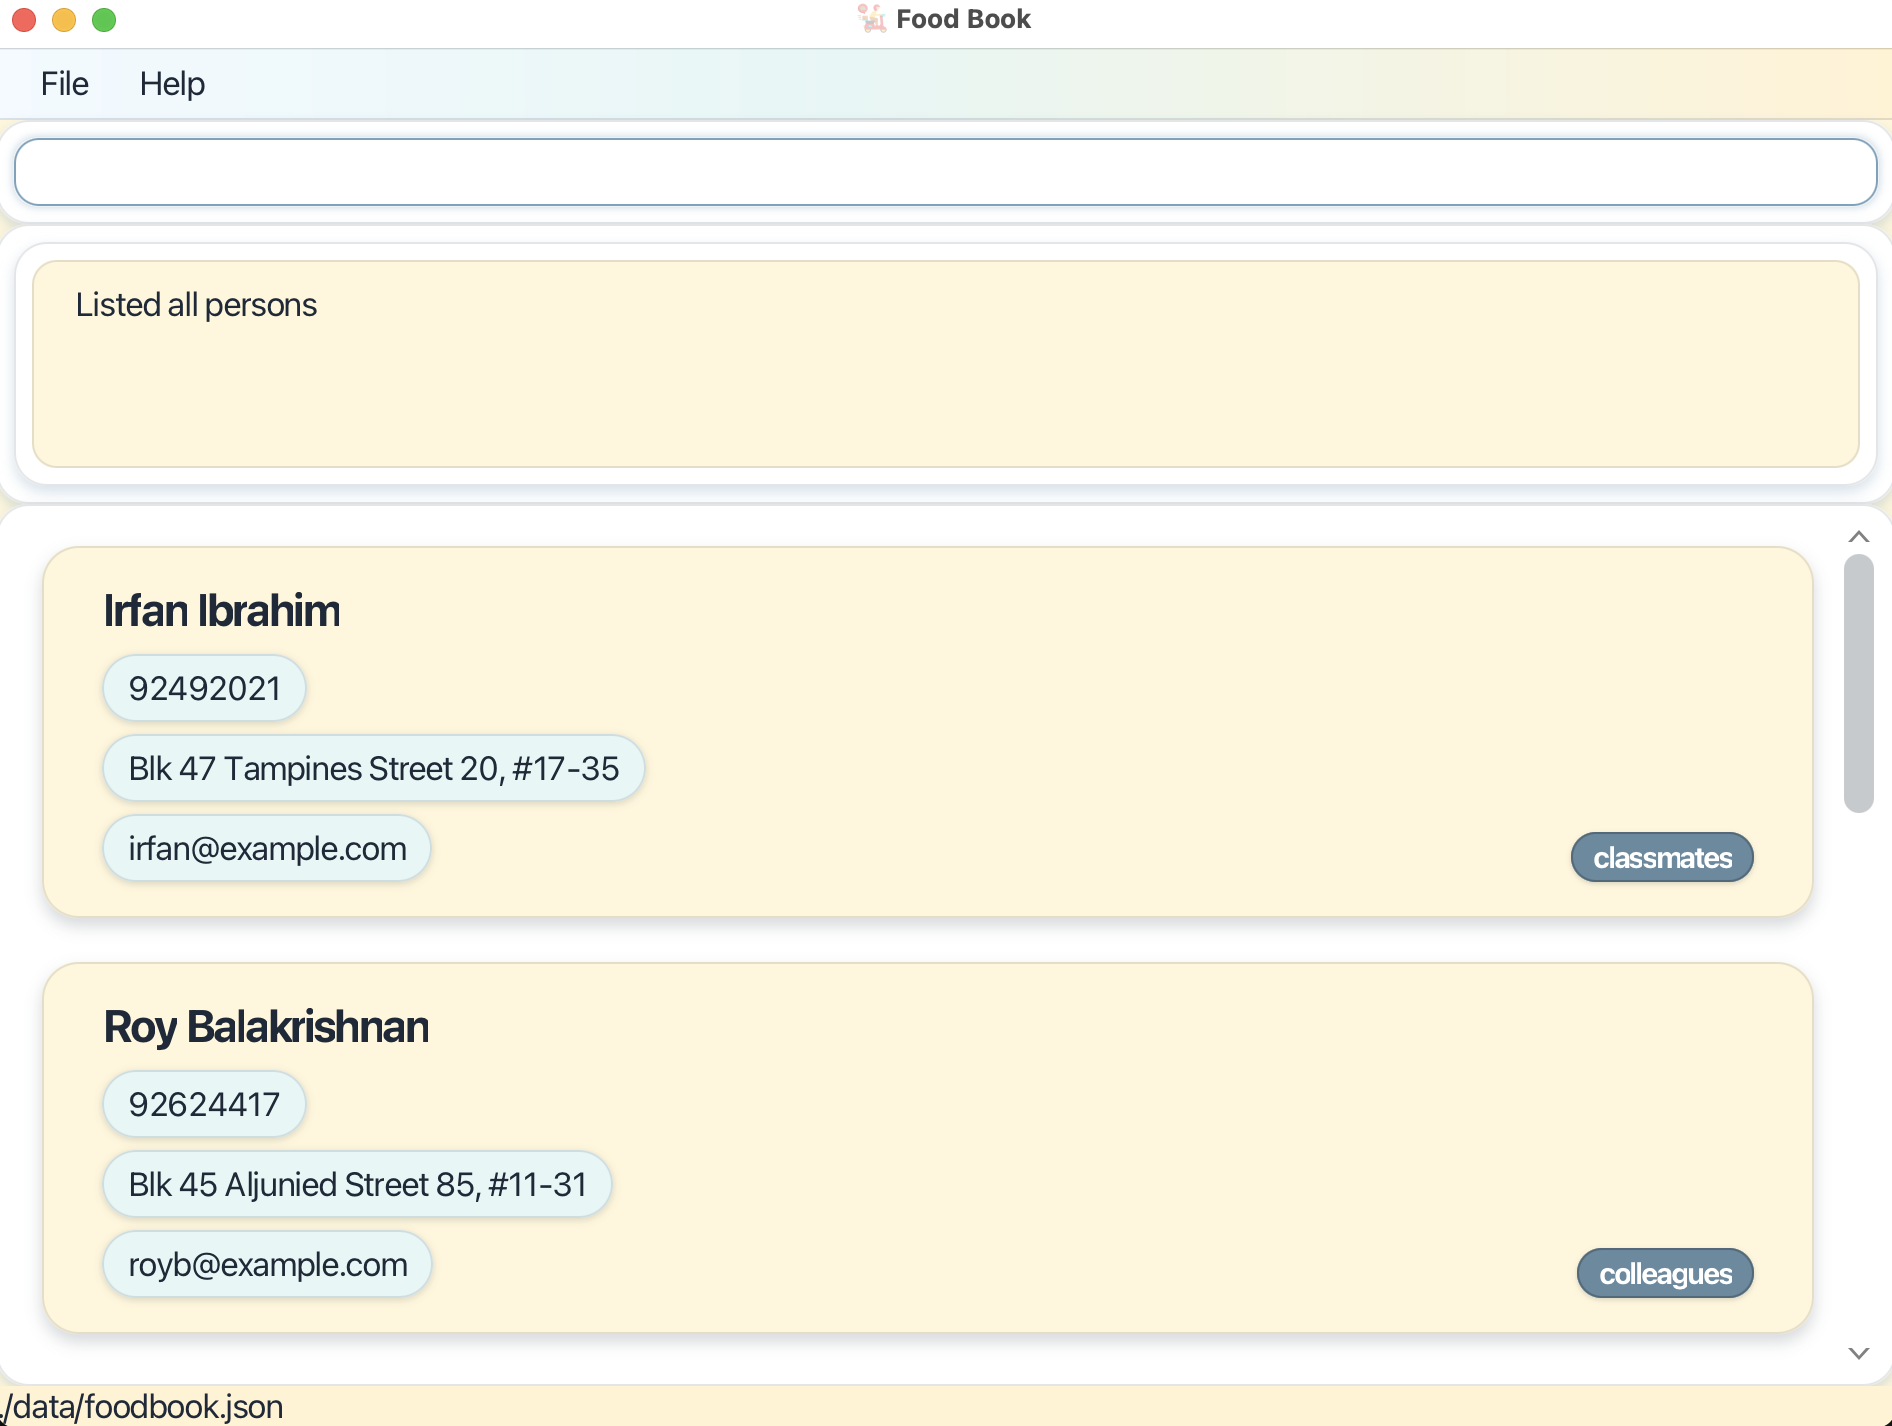 Food Book
File Help
Listed all persons
Irfan Ibrahim
92492021
Blk 47 Tampines Street 20, #17-35
irfan@example.com
classmates
Roy Balakrishnan
92624417
Blk 45 Aljunied Street 85, #11-31
royb@example.com
colleagues
./data/foodbook.json